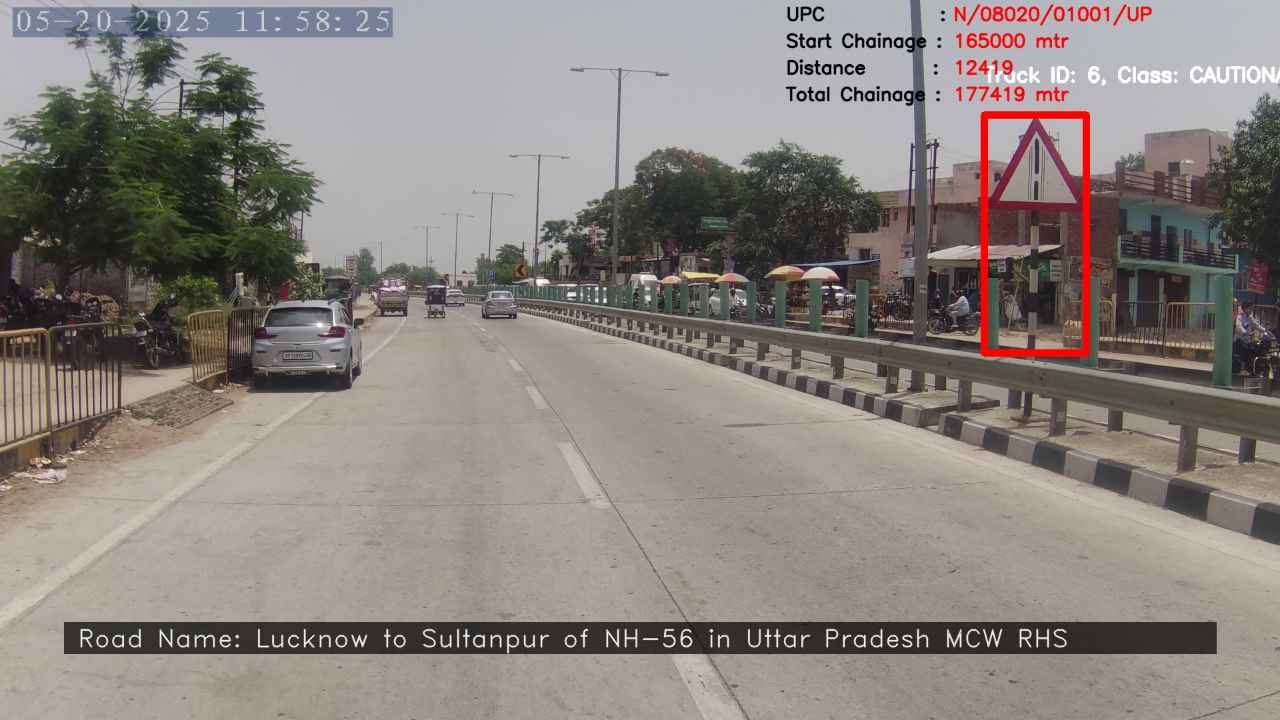 05-20-2025 11:58:25
UPC : N/08020/01001/UP
Start Chainage : 165000 mtr
Distance : 12419
Total Chainage : 177419 mtr
Track ID: 6, Class: CAUTIONA
Road Name: Lucknow to Sultanpur of NH-56 in Uttar Pradesh MCW RHS